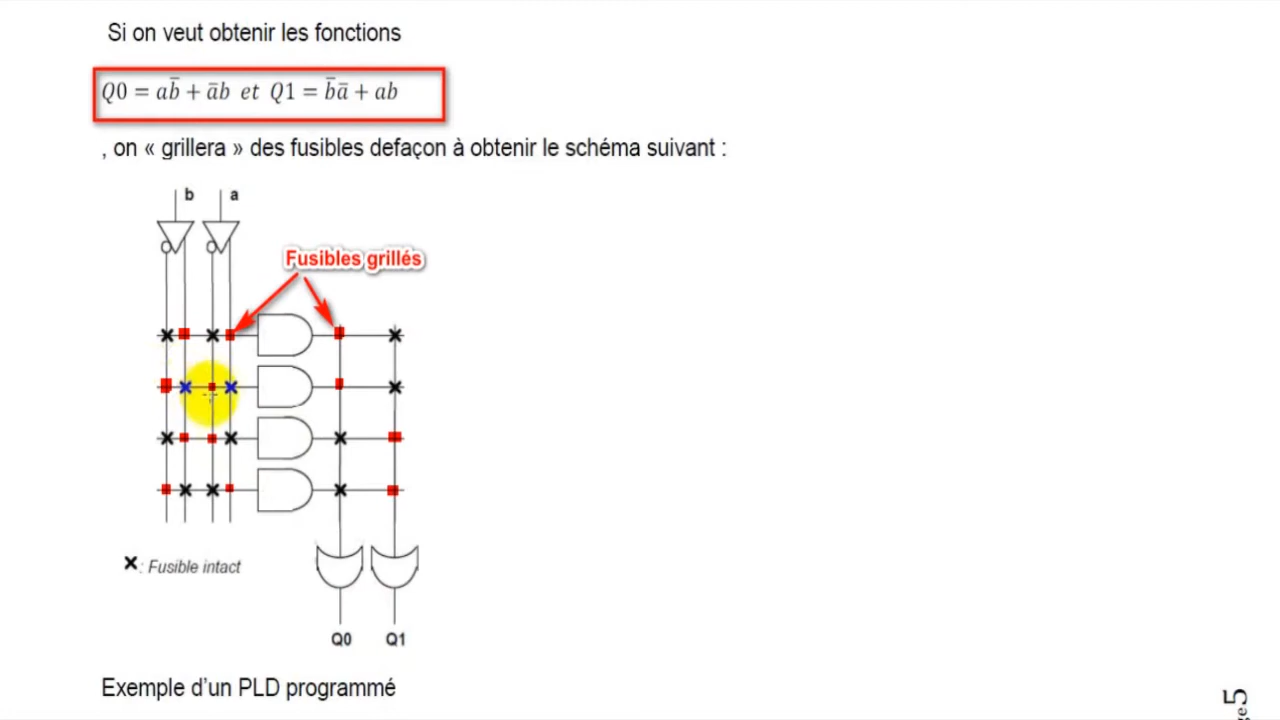 Si on veut obtenir les fonctions
Q0 = ab̅ + a̅b et Q1 = b̅a̅ + ab
, on « grillera » des fusibles defaçon à obtenir le schéma suivant :
b a
Fusibles grillés
x : Fusible intact
Q0 Q1
Exemple d'un PLD programmé
ge5